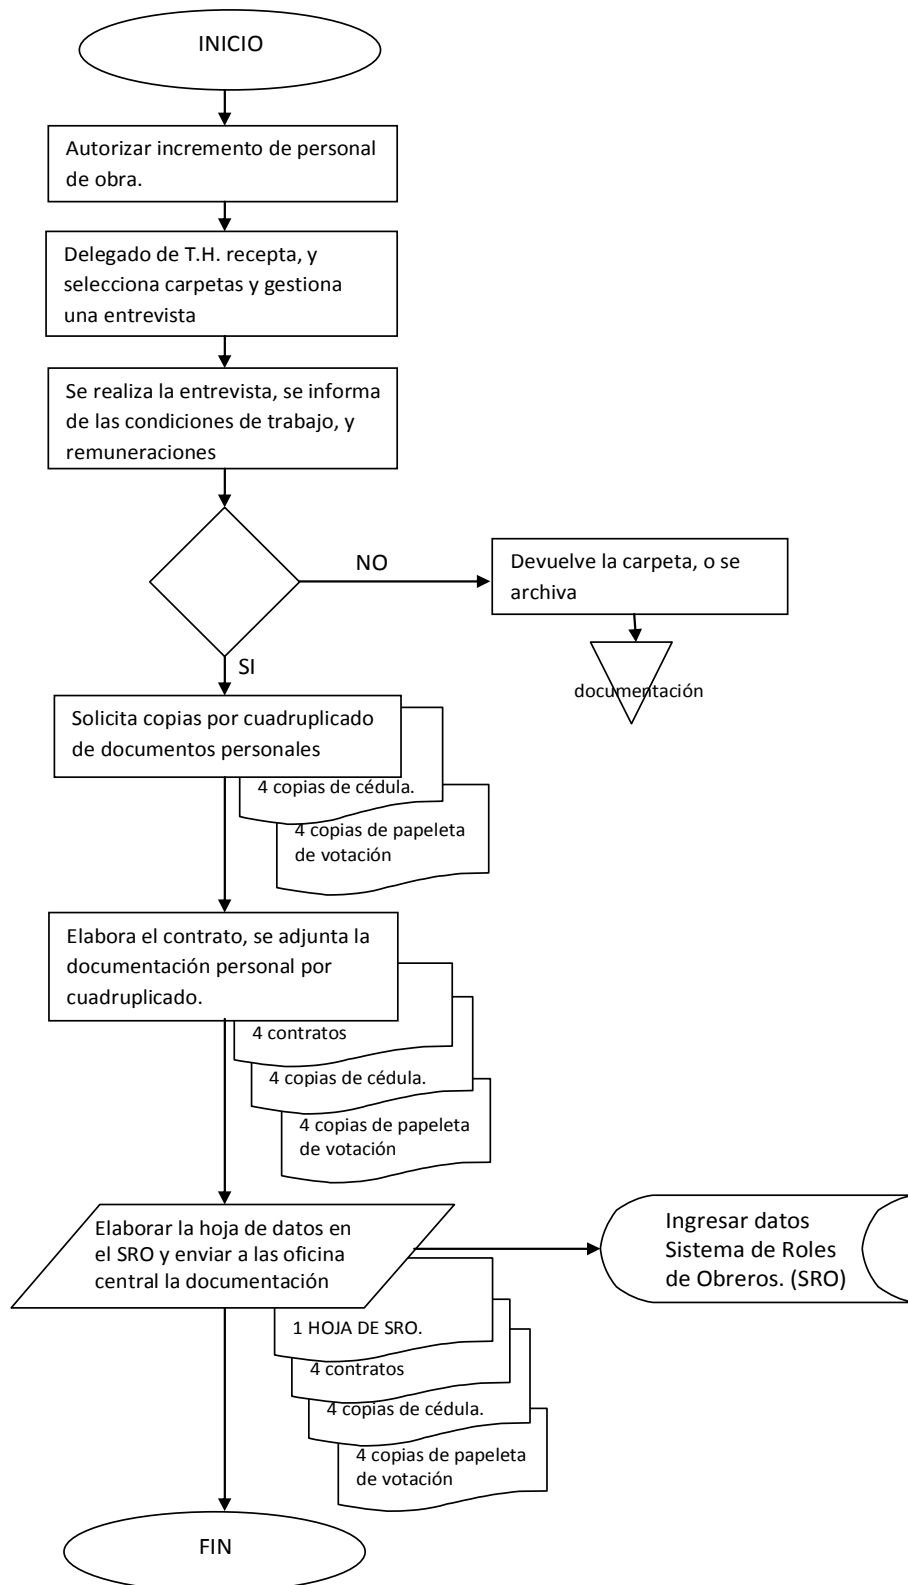 INICIO
Autorizar incremento de personal
de obra.
Delegado de T.H. recepta, y
selecciona carpetas y gestiona
una entrevista
Se realiza la entrevista, se informa
de las condiciones de trabajo, y
remuneraciones
NO
Devuelve la carpeta, o se
archiva
documentación
SI
Solicita copias por cuadruplicado
de documentos personales
4 copias de cédula.
4 copias de papeleta
de votación
Elabora el contrato, se adjunta la
documentación personal por
cuadruplicado.
4 contratos
4 copias de cédula.
4 copias de papeleta
de votación
Elaborar la hoja de datos en
el SRO y enviar a las oficina
central la documentación
Ingresar datos
Sistema de Roles
de Obreros. (SRO)
1 HOJA DE SRO.
4 contratos
4 copias de cédula.
4 copias de papeleta
de votación
FIN